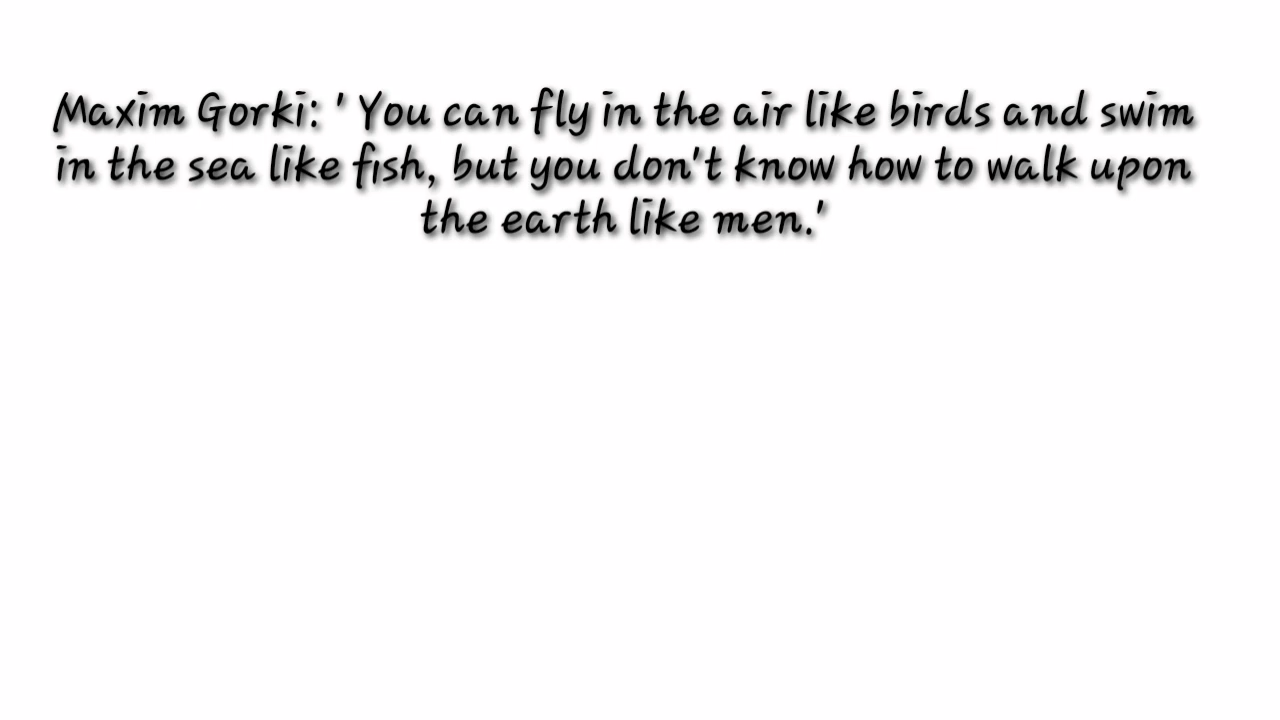 Maxim Gorki: ' You can fly in the air like birds and swim
in the sea like fish, but you don't know how to walk upon
the earth like men.'